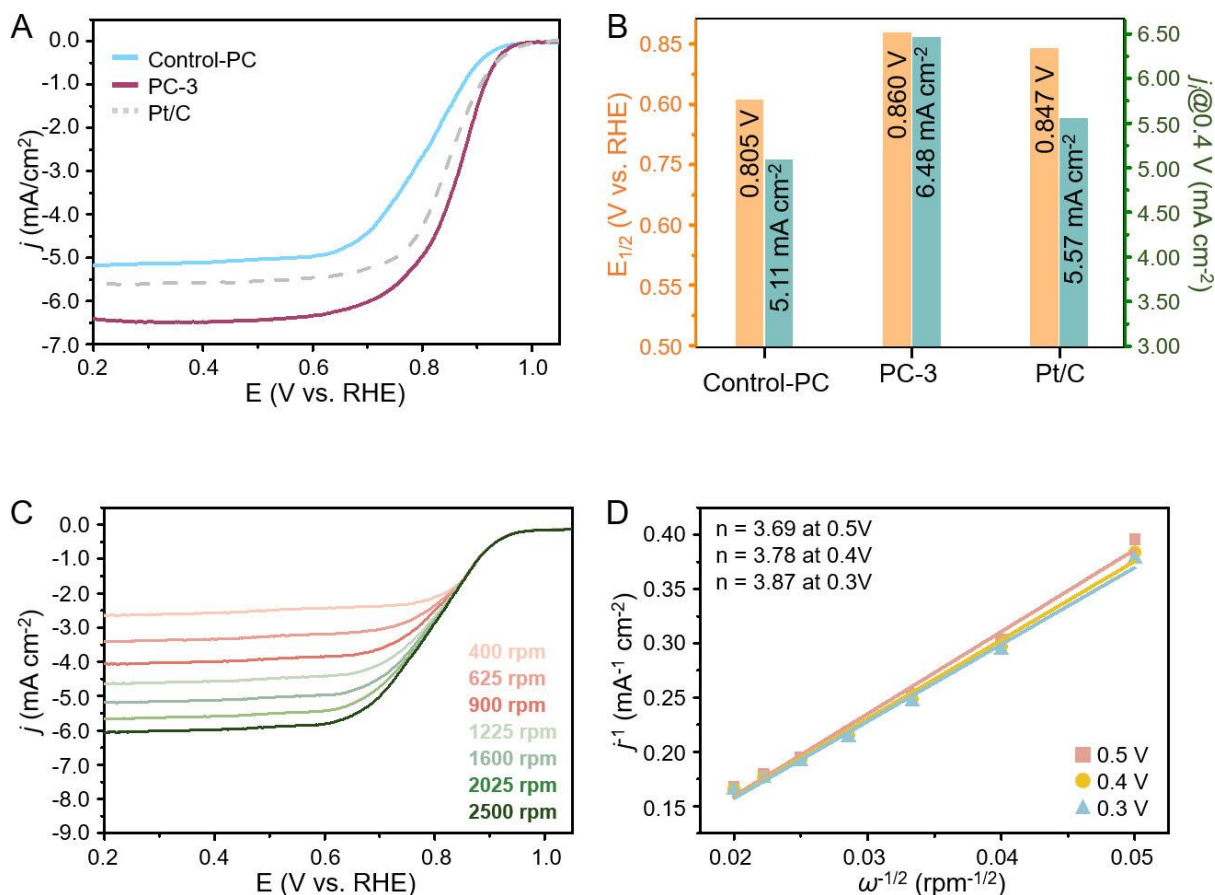 A
0.0
-1.0
-2.0
-3.0
-4.0
-5.0
-6.0
-7.0
j (mA/cm2)
Control-PC
PC-3
Pt/C
0.2 0.4 0.6 0.8 1.0
E (V vs. RHE)
B
0.85
0.60
0.75
0.60
0.55
0.50
E1/2 (V vs. RHE)
0.805 V
5.11 mA cm-2
0.860 V
6.48 mA cm-2
0.847 V
5.57 mA cm-2
6.50
6.25
6.00
5.50
5.00
4.50
4.00
3.50
3.00
jl@0.4 V (mA cm-2)
Control-PC PC-3 Pt/C
C
0.0
-1.0
-2.0
-3.0
-4.0
-5.0
-6.0
-7.0
-8.0
-9.0
j (mA cm-2)
400 rpm
625 rpm
900 rpm
1225 rpm
1600 rpm
2025 rpm
2500 rpm
0.2 0.4 0.6 0.8 1.0
E (V vs. RHE)
D
n = 3.69 at 0.5V
n = 3.78 at 0.4V
n = 3.87 at 0.3V
0.40
0.35
0.30
0.25
0.20
0.15
j-1 (mA-1 cm-2)
0.5 V
0.4 V
0.3 V
0.02 0.03 0.04 0.05
ω-1/2 (rpm-1/2)